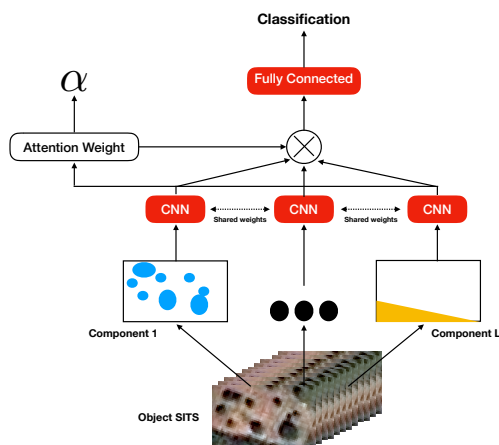 Classification
Fully Connected
α
Attention Weight
CNN
CNN
CNN
Shared weights
Shared weights
Component 1
Component L
Object SITS